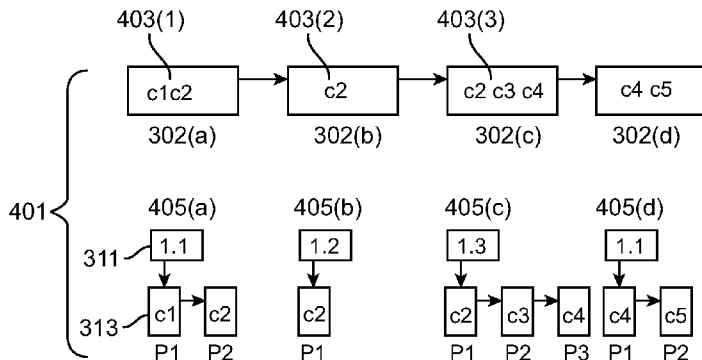 403(1) 403(2) 403(3)
c1c2 c2 c2 c3 c4 c4 c5
302(a) 302(b) 302(c) 302(d)
401
405(a) 405(b) 405(c) 405(d)
311 1.1 1.2 1.3 1.1
313 c1 c2 c2 c2 c3 c4 c4 c5
P1 P2 P1 P1 P2 P3 P1 P2